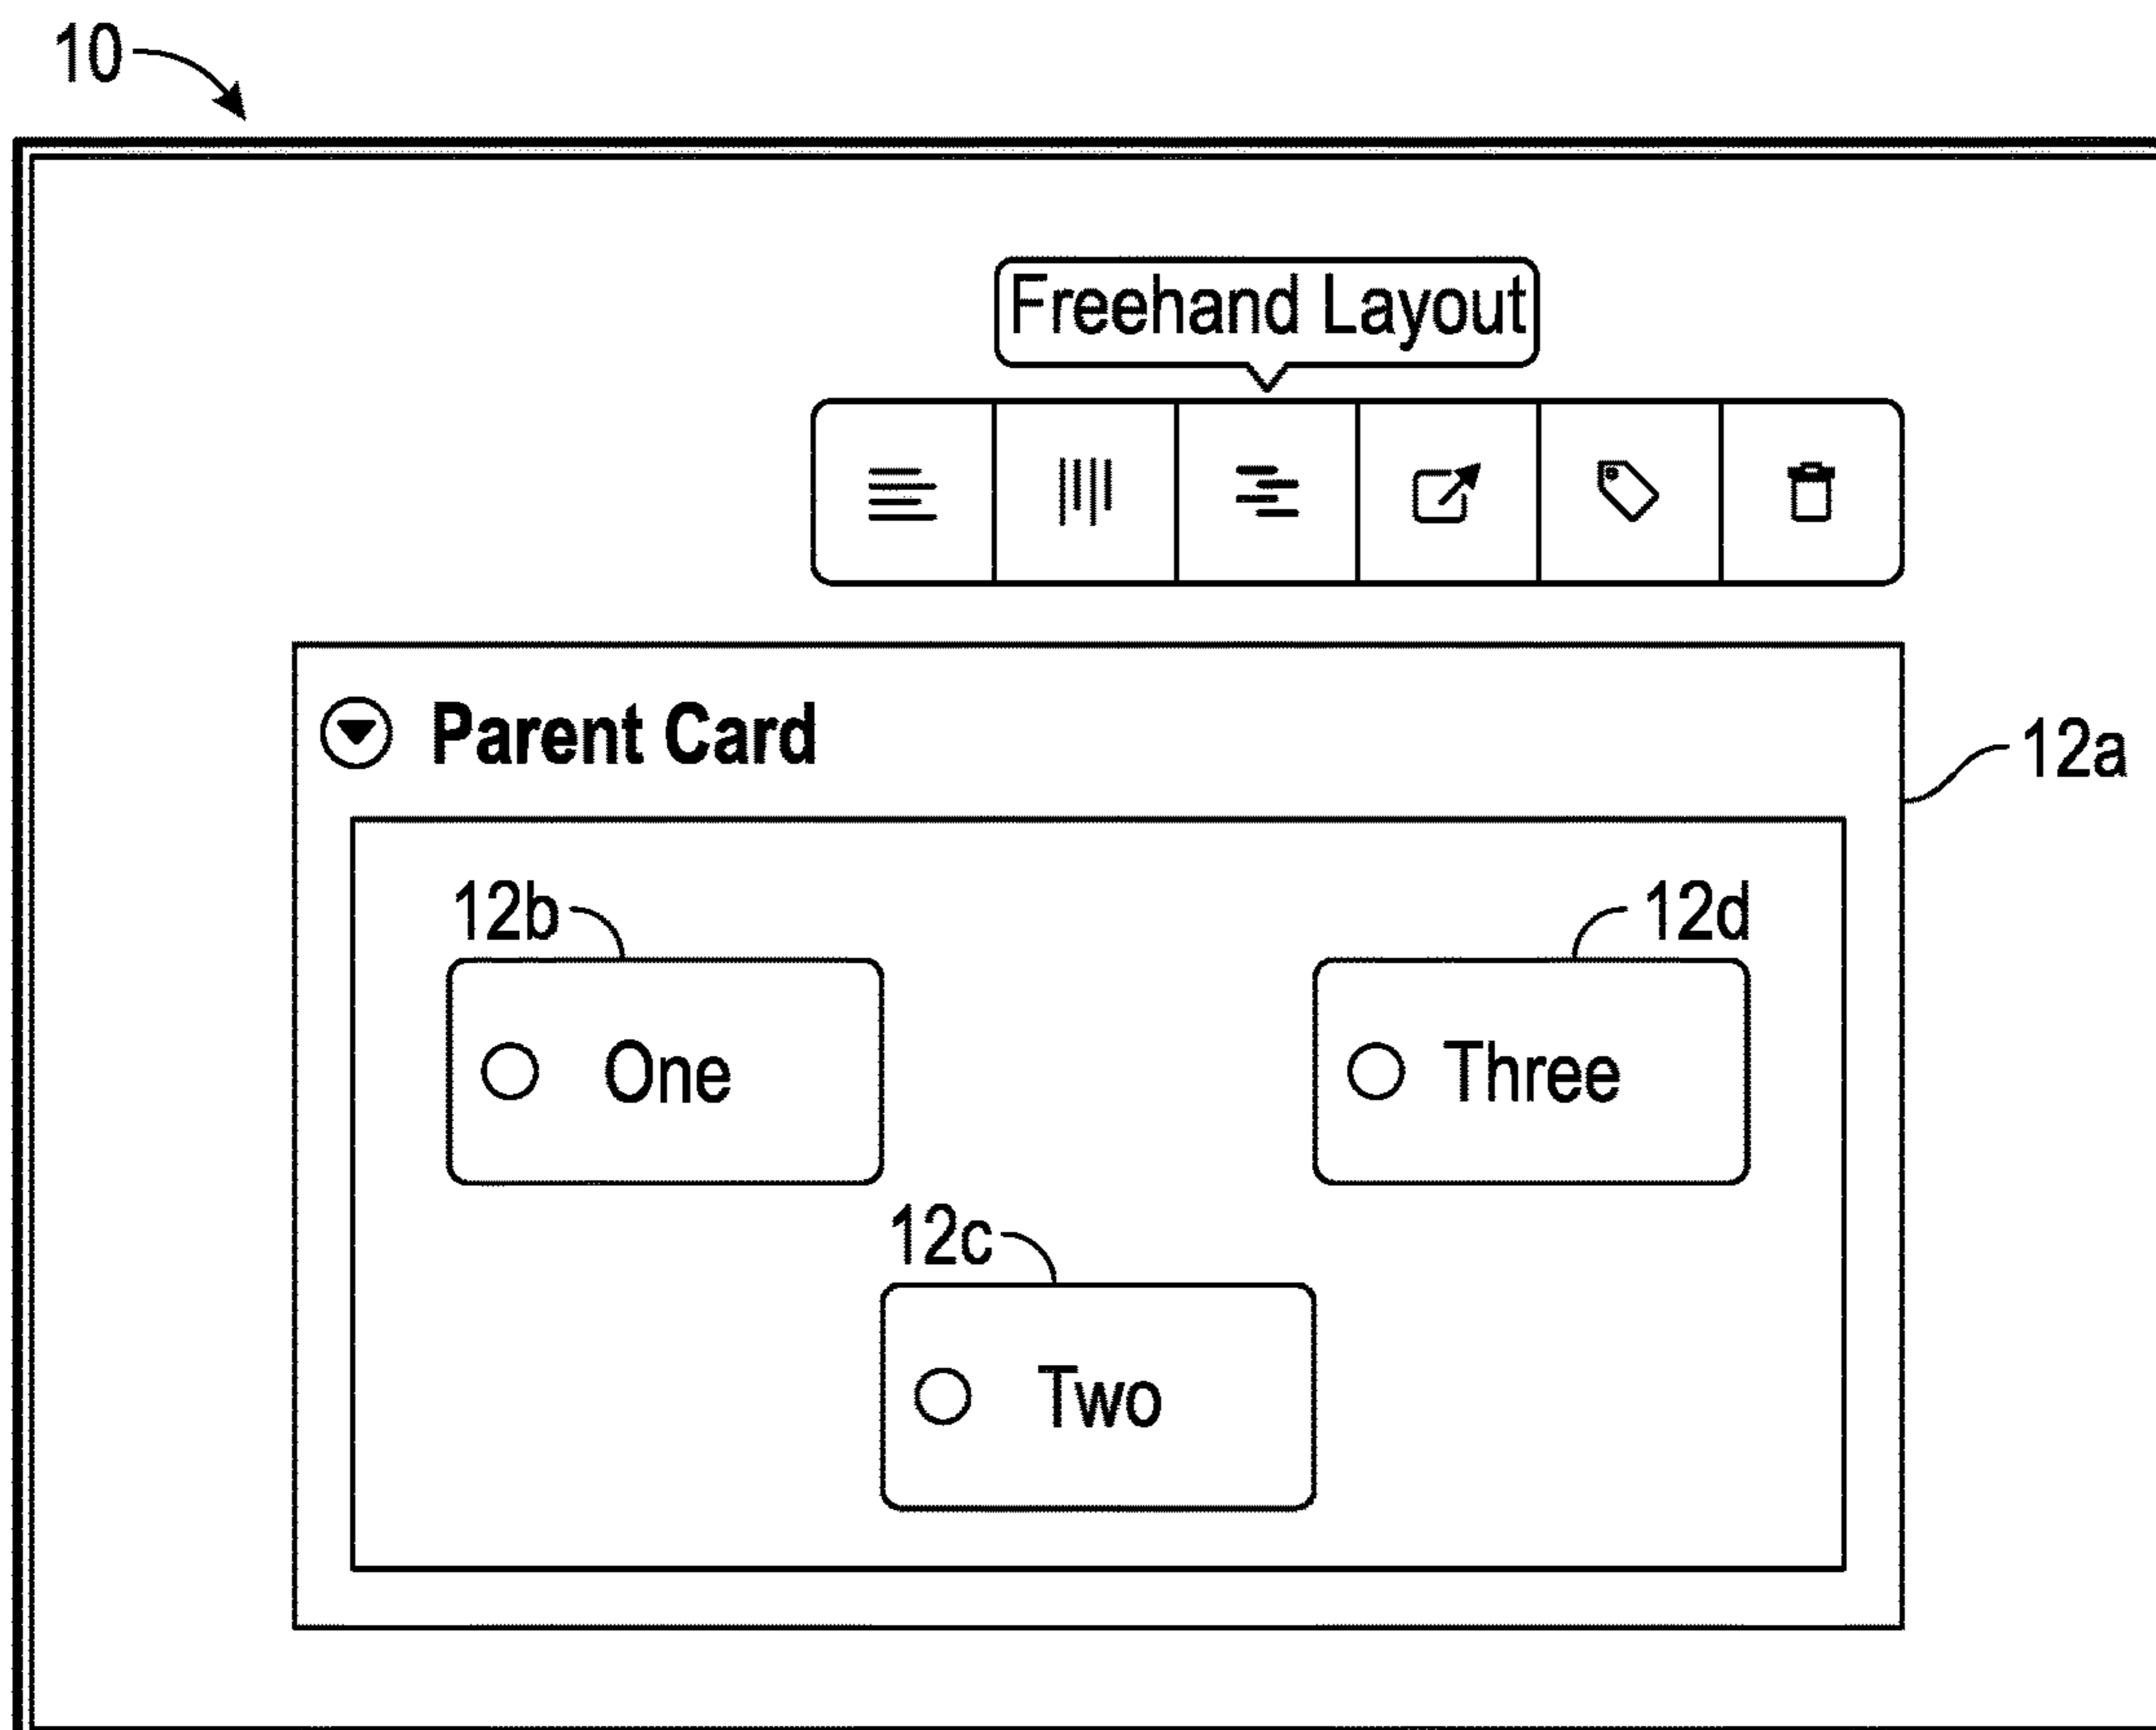 10
Freehand Layout
Parent Card
12a
12b
12d
One
Three
12c
Two